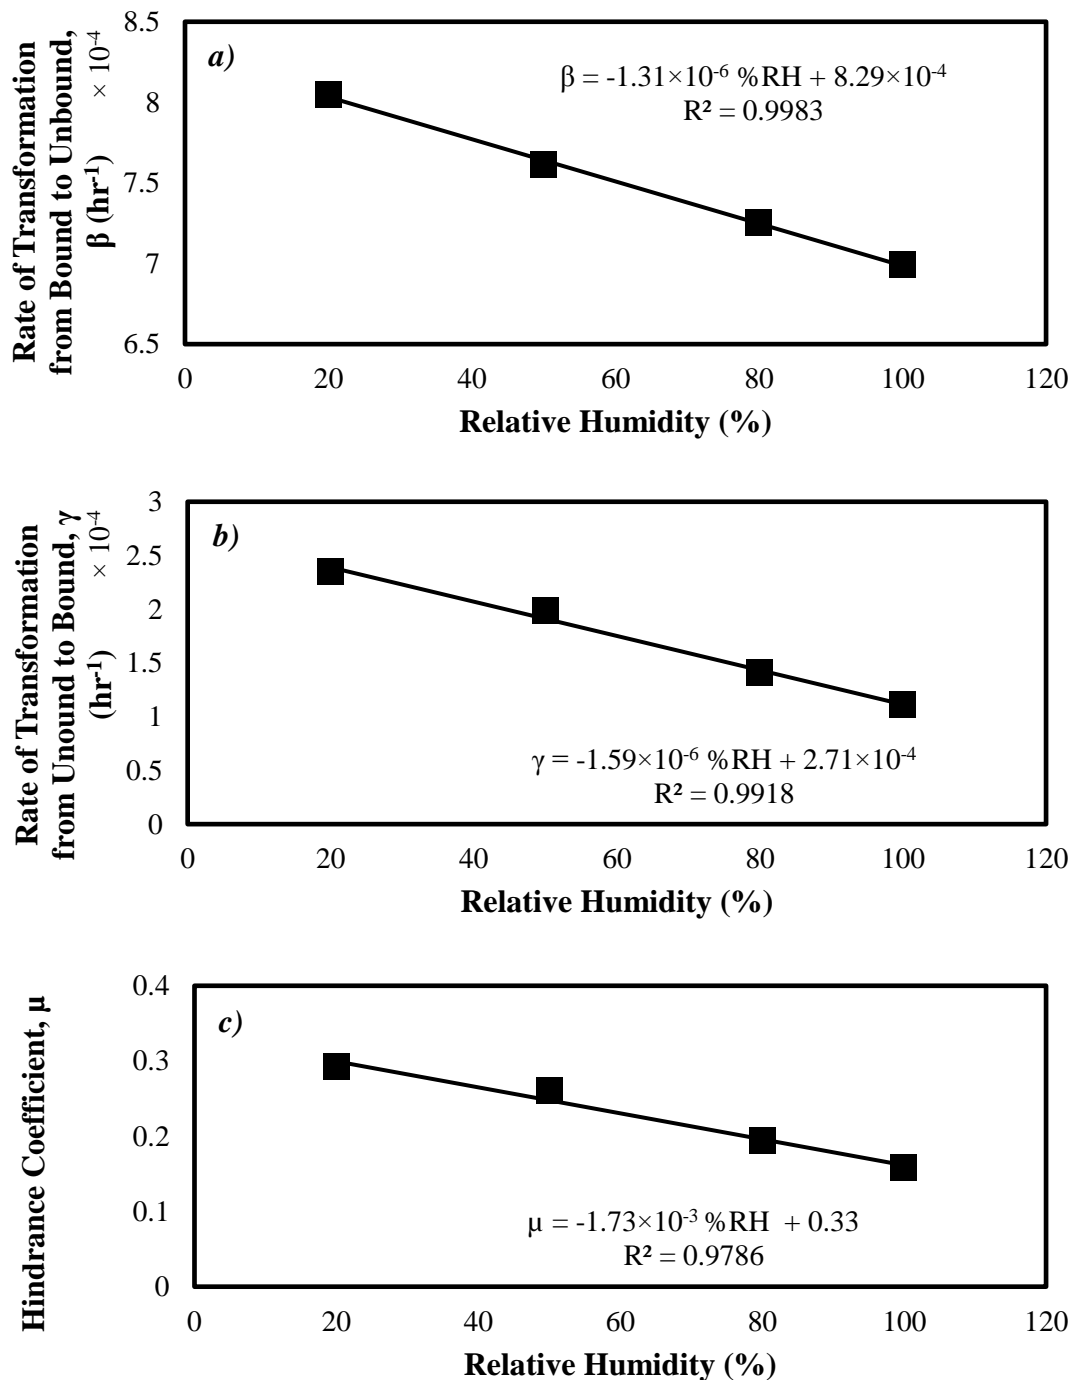 Rate of Transformation
from Bound to Unbound,
β (hr⁻¹) × 10⁻⁴
8.5
8
7.5
7
6.5
a)
β = -1.31×10⁻⁶ %RH + 8.29×10⁻⁴
R² = 0.9983
0 20 40 60 80 100 120
Relative Humidity (%)
Rate of Transformation
from Unound to Bound, γ
(hr⁻¹) × 10⁻⁴
3
2.5
2
1.5
1
0.5
0
b)
γ = -1.59×10⁻⁶ %RH + 2.71×10⁻⁴
R² = 0.9918
0 20 40 60 80 100 120
Relative Humidity (%)
Hindrance Coefficient, µ
0.4
0.3
0.2
0.1
0
c)
µ = -1.73×10⁻³ %RH + 0.33
R² = 0.9786
0 20 40 60 80 100 120
Relative Humidity (%)